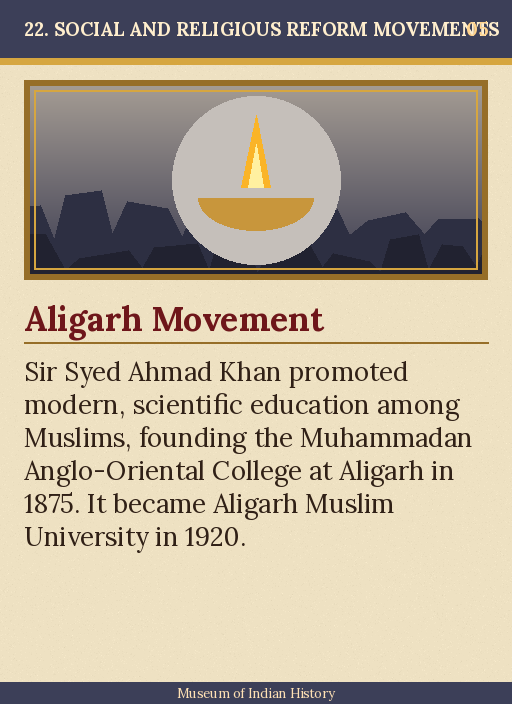 22. SOCIAL AND RELIGIOUS REFORM MOVEMENTS
Aligarh Movement
Sir Syed Ahmad Khan promoted
modern, scientific education among
Muslims, founding the Muhammadan
Anglo-Oriental College at Aligarh in
1875. It became Aligarh Muslim
University in 1920.
Museum of Indian History